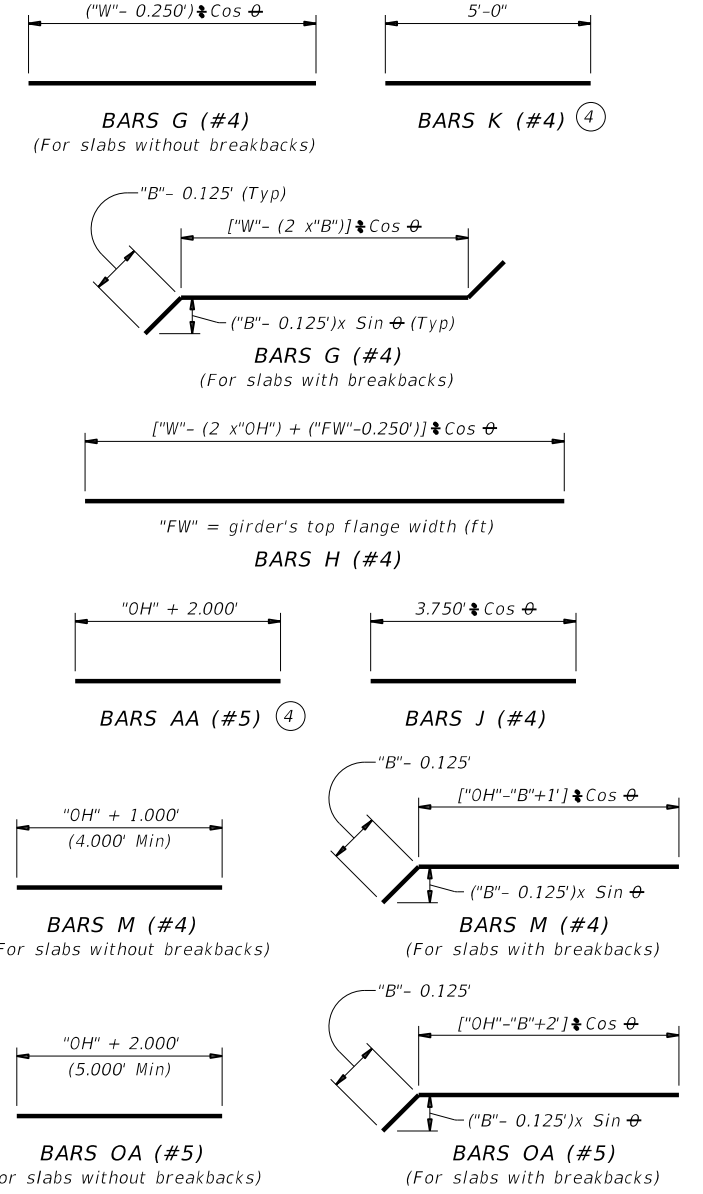 ("W"– 0.250') ÷ Cos θ
5'–0"
BARS G (#4)
BARS K (#4) 4
(For slabs without breakbacks)
"B"– 0.125' (Typ)
["W"– (2 x"B")] ÷ Cos θ
("B"– 0.125')x Sin θ (Typ)
BARS G (#4)
(For slabs with breakbacks)
["W"– (2 x"OH") + ("FW"–0.250')] ÷ Cos θ
"FW" = girder's top flange width (ft)
BARS H (#4)
"OH" + 2.000'
3.750' ÷ Cos θ
BARS AA (#5) 4
BARS J (#4)
"OH" + 1.000'
(4.000' Min)
BARS M (#4)
For slabs without breakbacks)
"B"– 0.125'
["OH"–"B"+1'] ÷ Cos θ
("B"– 0.125')x Sin θ
BARS M (#4)
(For slabs with breakbacks)
"OH" + 2.000'
(5.000' Min)
BARS OA (#5)
or slabs without breakbacks)
"B"– 0.125'
["OH"–"B"+2'] ÷ Cos θ
("B"– 0.125')x Sin θ
BARS OA (#5)
(For slabs with breakbacks)